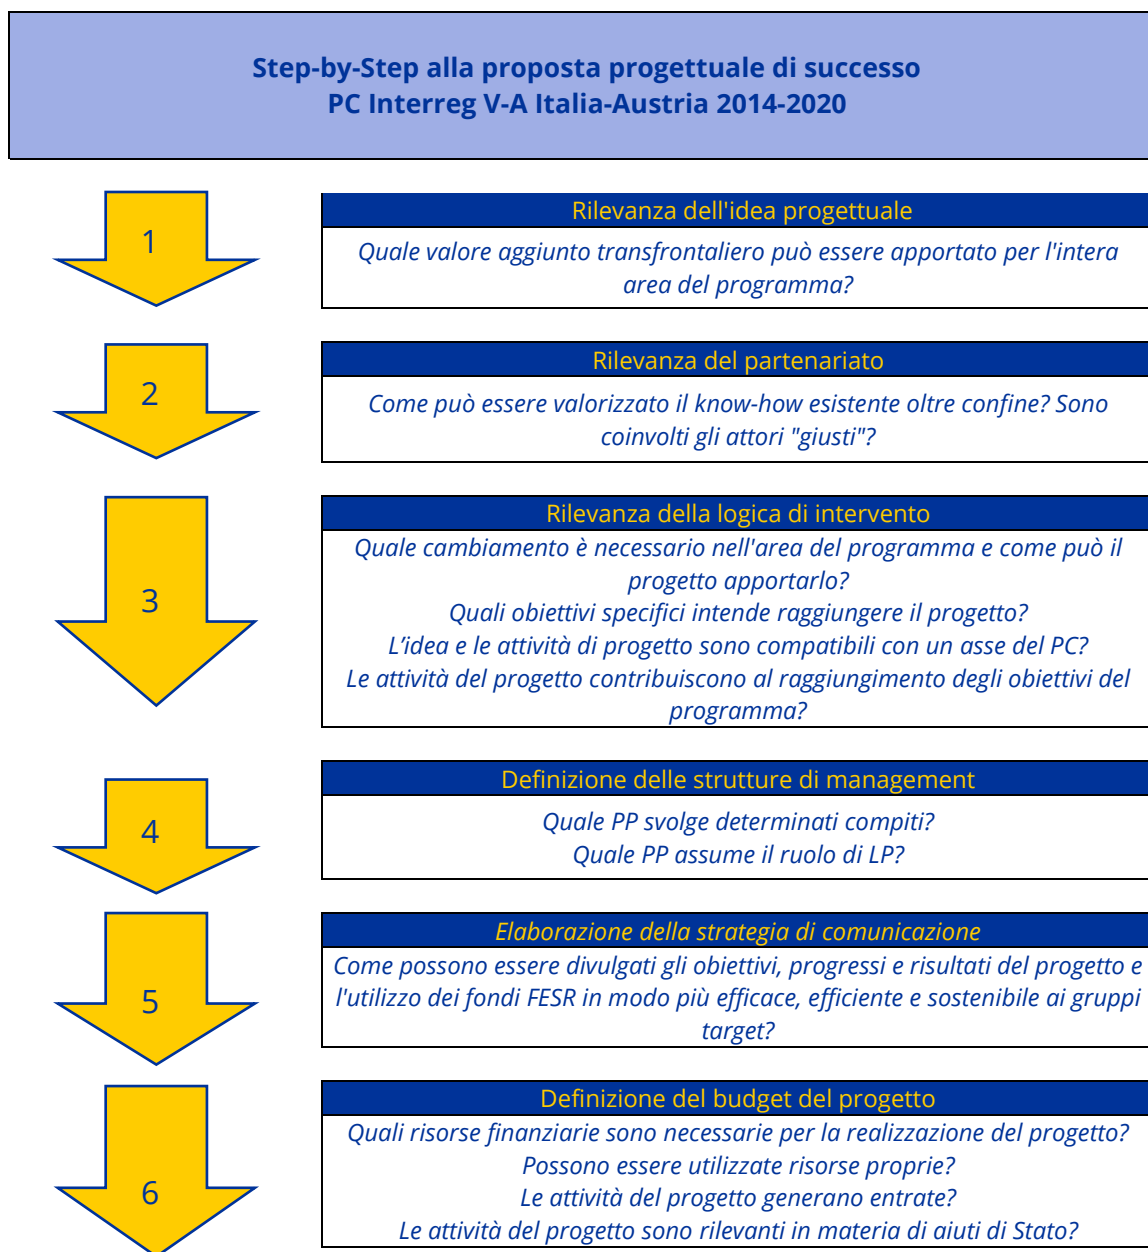 Step-by-Step alla proposta progettuale di successo
PC Interreg V-A Italia-Austria 2014-2020
1
Rilevanza dell'idea progettuale
Quale valore aggiunto transfrontaliero può essere apportato per l'intera
area del programma?
2
Rilevanza del partenariato
Come può essere valorizzato il know-how esistente oltre confine? Sono
coinvolti gli attori "giusti"?
3
Rilevanza della logica di intervento
Quale cambiamento è necessario nell'area del programma e come può il
progetto apportarlo?
Quali obiettivi specifici intende raggiungere il progetto?
L’idea e le attività di progetto sono compatibili con un asse del PC?
Le attività del progetto contribuiscono al raggiungimento degli obiettivi del
programma?
4
Definizione delle strutture di management
Quale PP svolge determinati compiti?
Quale PP assume il ruolo di LP?
5
Elaborazione della strategia di comunicazione
Come possono essere divulgati gli obiettivi, progressi e risultati del progetto e
l'utilizzo dei fondi FESR in modo più efficace, efficiente e sostenibile ai gruppi
target?
6
Definizione del budget del progetto
Quali risorse finanziarie sono necessarie per la realizzazione del progetto?
Possono essere utilizzate risorse proprie?
Le attività del progetto generano entrate?
Le attività del progetto sono rilevanti in materia di aiuti di Stato?